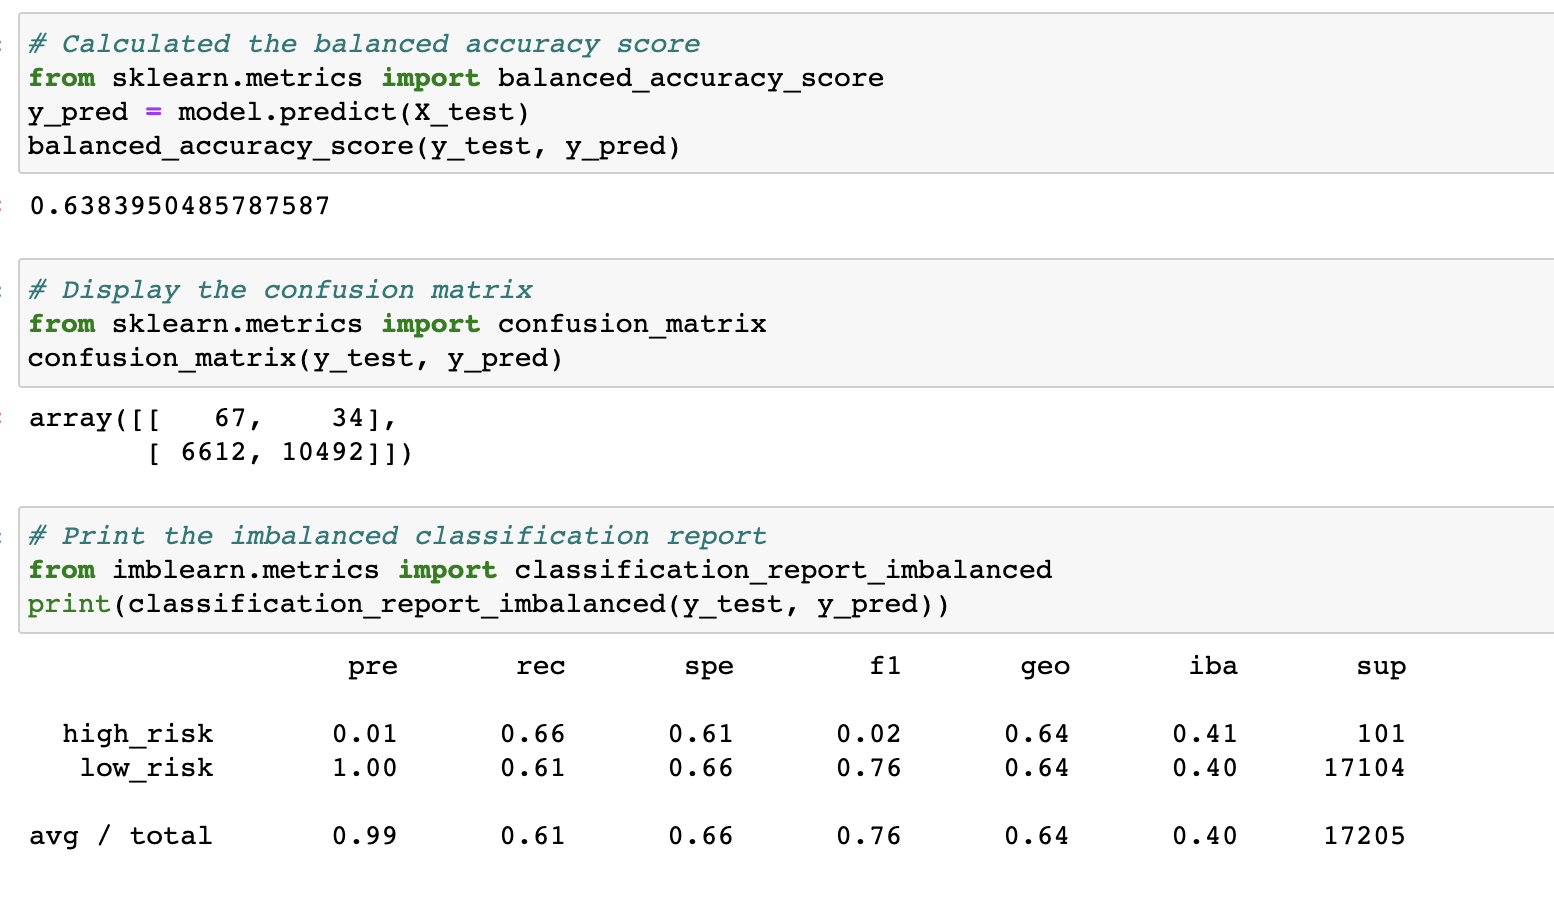 # Calculated the balanced accuracy score
from sklearn.metrics import balanced_accuracy_score
y_pred = model.predict(X_test)
balanced_accuracy_score(y_test, y_pred)
0.6383950485787587
# Display the confusion matrix
from sklearn.metrics import confusion_matrix
confusion_matrix(y_test, y_pred)
array([[   67,    34],
       [ 6612, 10492]])
# Print the imbalanced classification report
from imblearn.metrics import classification_report_imbalanced
print(classification_report_imbalanced(y_test, y_pred))
                   pre       rec       spe        f1       geo       iba       sup
  high_risk       0.01      0.66      0.61      0.02      0.64      0.41       101
   low_risk       1.00      0.61      0.66      0.76      0.64      0.40     17104
avg / total       0.99      0.61      0.66      0.76      0.64      0.40     17205